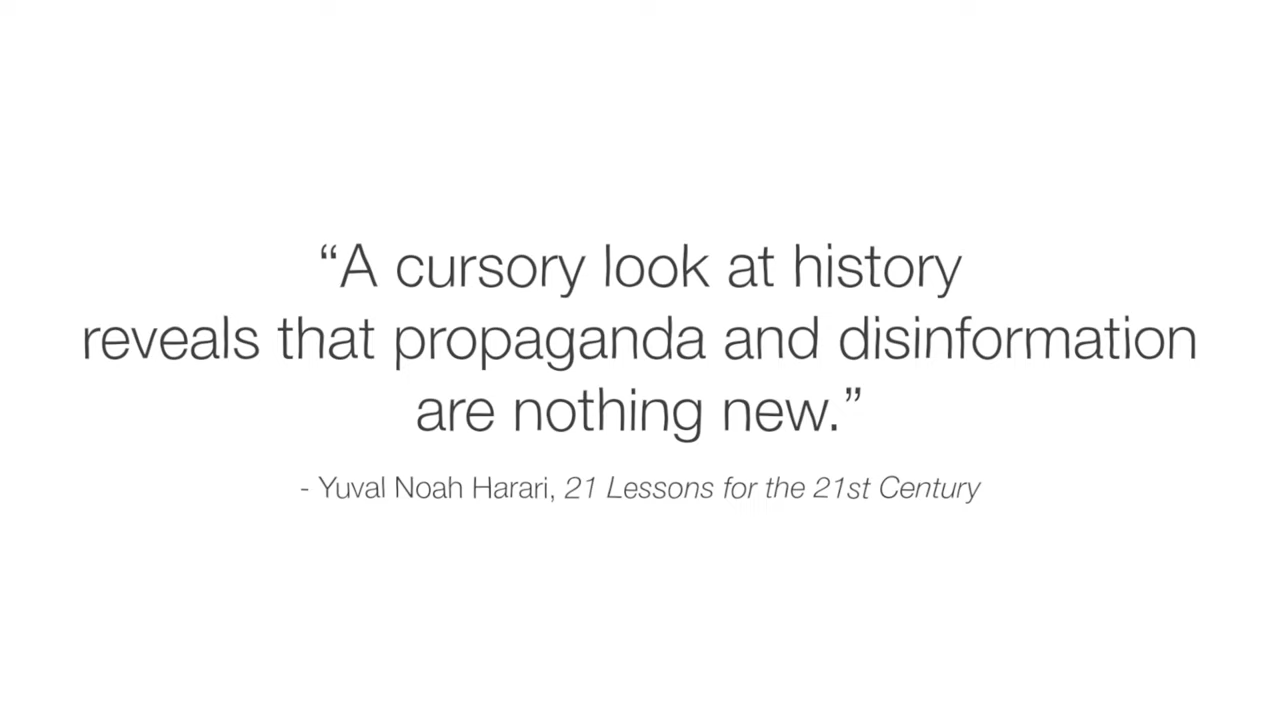 “A cursory look at history
reveals that propaganda and disinformation
are nothing new.”
- Yuval Noah Harari, 21 Lessons for the 21st Century